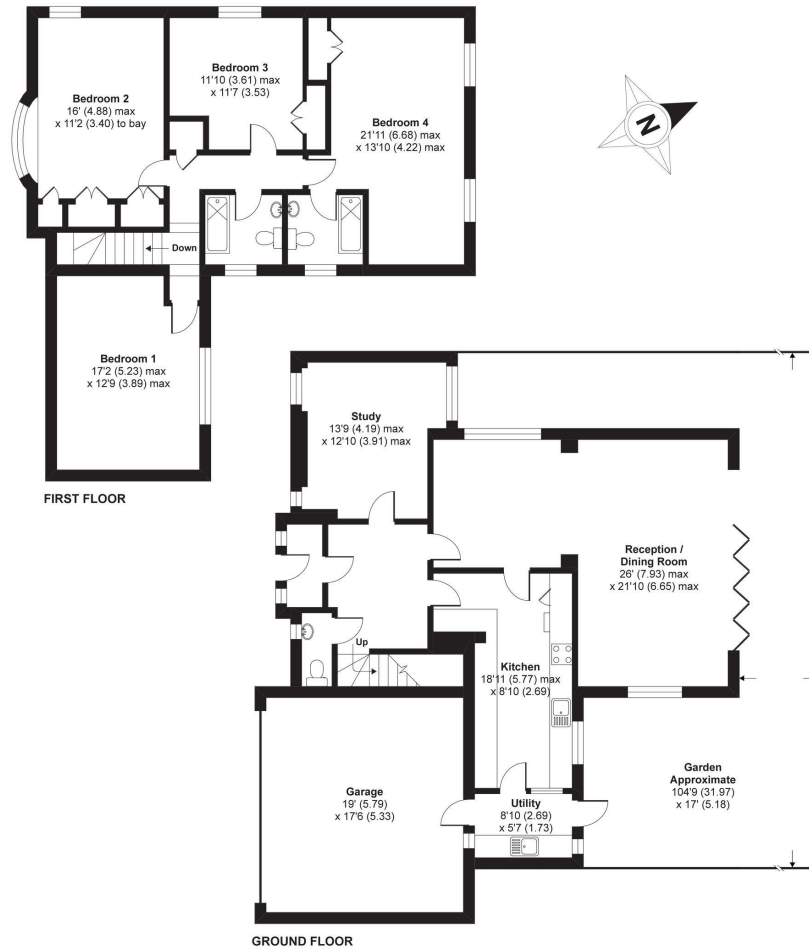 Bedroom 2
16' (4.88) max
x 11'2 (3.40) to bay
Bedroom 3
11'10 (3.61) max
x 11'7 (3.53)
Bedroom 4
21'11 (6.68) max
x 13'10 (4.22) max
N
Down
Bedroom 1
17'2 (5.23) max
x 12'9 (3.89) max
FIRST FLOOR
Study
13'9 (4.19) max
x 12'10 (3.91) max
Reception /
Dining Room
26' (7.93) max
x 21'10 (6.65) max
Up
Kitchen
18'11 (5.77) max
x 8'10 (2.69)
Garage
19' (5.79)
x 17'6 (5.33)
Utility
8'10 (2.69)
x 5'7 (1.73)
Garden
Approximate
104'9 (31.97)
x 17' (5.18)
GROUND FLOOR